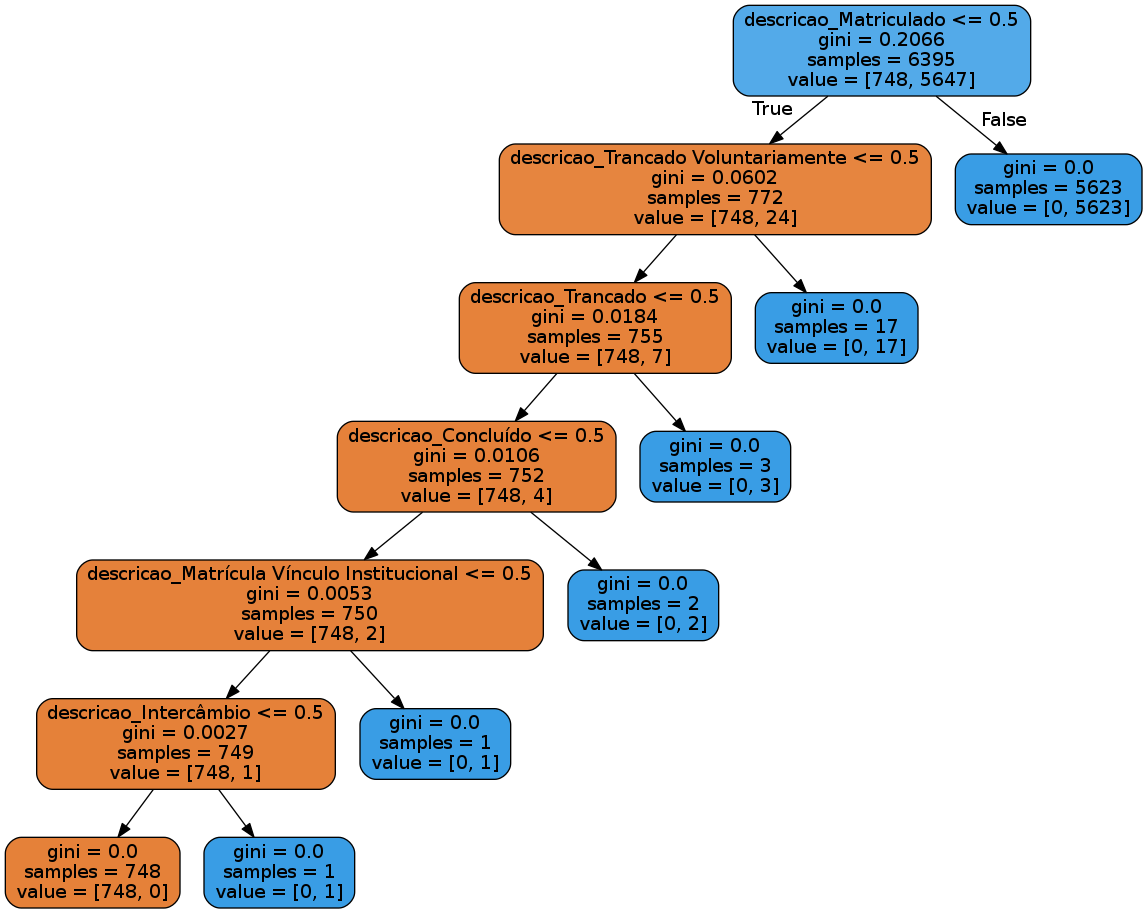 descricao_Matriculado <= 0.5
gini = 0.2066
samples = 6395
value = [748, 5647]
True
False
descricao_Trancado Voluntariamente <= 0.5
gini = 0.0602
samples = 772
value = [748, 24]
gini = 0.0
samples = 5623
value = [0, 5623]
descricao_Trancado <= 0.5
gini = 0.0184
samples = 755
value = [748, 7]
gini = 0.0
samples = 17
value = [0, 17]
descricao_Concluído <= 0.5
gini = 0.0106
samples = 752
value = [748, 4]
gini = 0.0
samples = 3
value = [0, 3]
descricao_Matrícula Vínculo Institucional <= 0.5
gini = 0.0053
samples = 750
value = [748, 2]
gini = 0.0
samples = 2
value = [0, 2]
descricao_Intercâmbio <= 0.5
gini = 0.0027
samples = 749
value = [748, 1]
gini = 0.0
samples = 1
value = [0, 1]
gini = 0.0
samples = 748
value = [748, 0]
gini = 0.0
samples = 1
value = [0, 1]